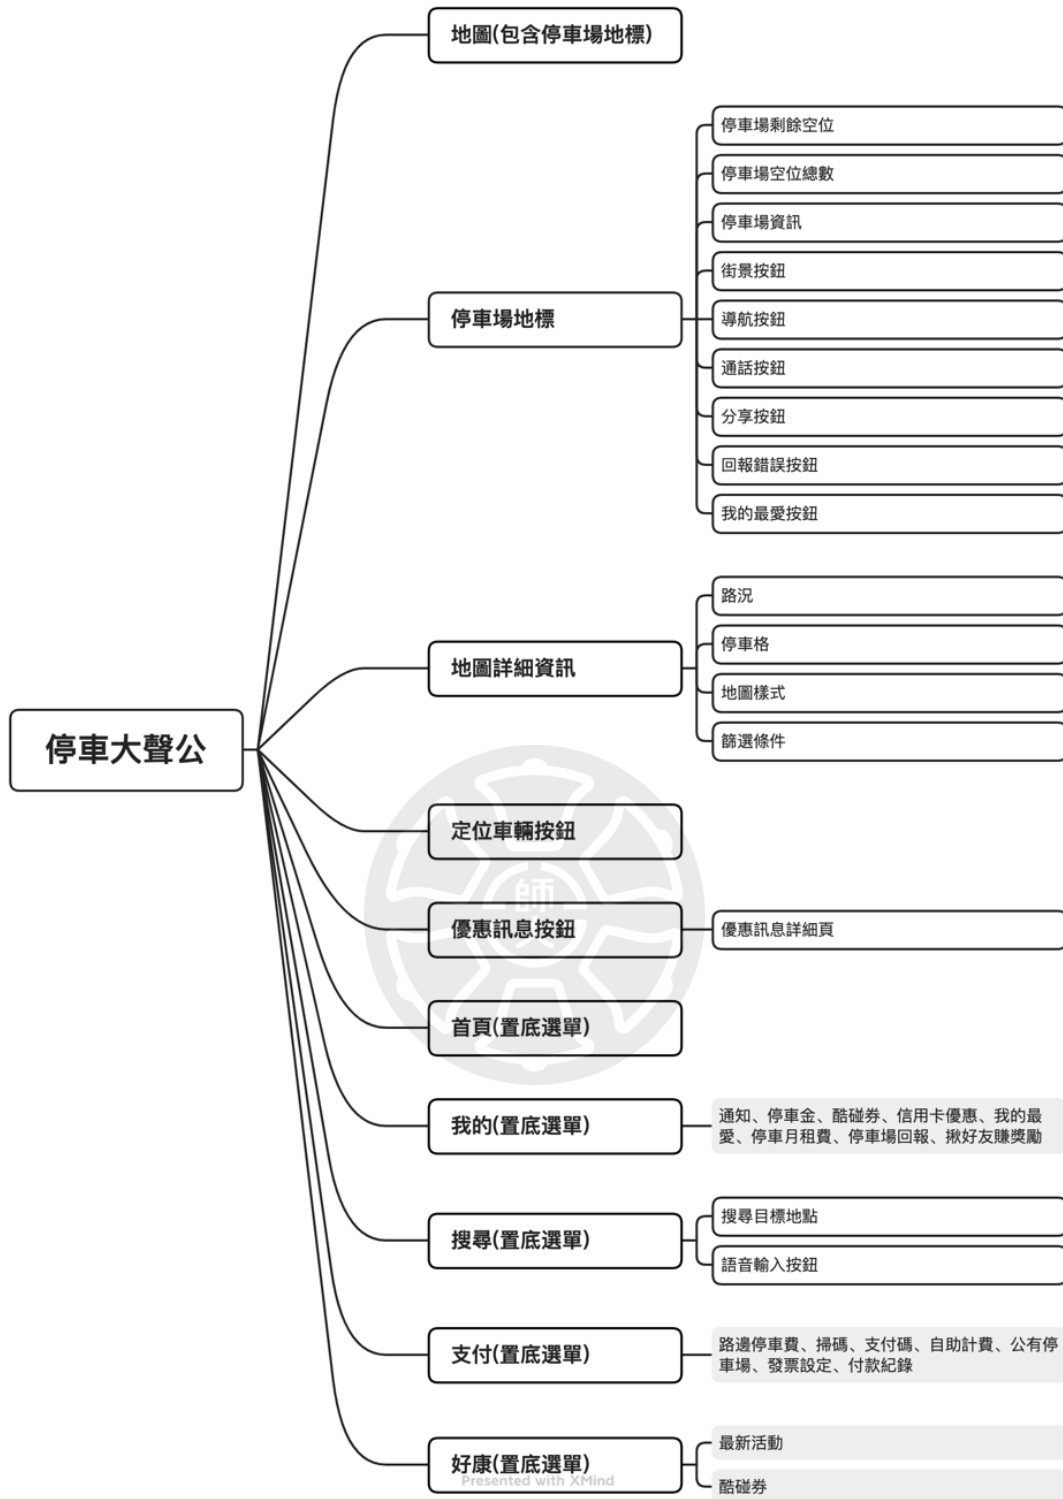 地圖(包含停車場地標)
停車場剩餘空位
停車場空位總數
停車場資訊
街景按鈕
停車場地標
導航按鈕
通話按鈕
分享按鈕
回報錯誤按鈕
我的最愛按鈕
路況
停車格
地圖詳細資訊
地圖樣式
篩選條件
停車大聲公
定位車輛按鈕
師大
優惠訊息按鈕
優惠訊息詳細頁
首頁(置底選單)
我的(置底選單)
通知、停車金、酷碰券、信用卡優惠、我的最
愛、停車月租費、停車場回報、揪好友賺獎勵
搜尋(置底選單)
搜尋目標地點
語音輸入按鈕
支付(置底選單)
路邊停車費、掃碼、支付碼、自助計費、公有停
車場、發票設定、付款紀錄
好康(置底選單)
最新活動
酷碰券
Presented with XMind